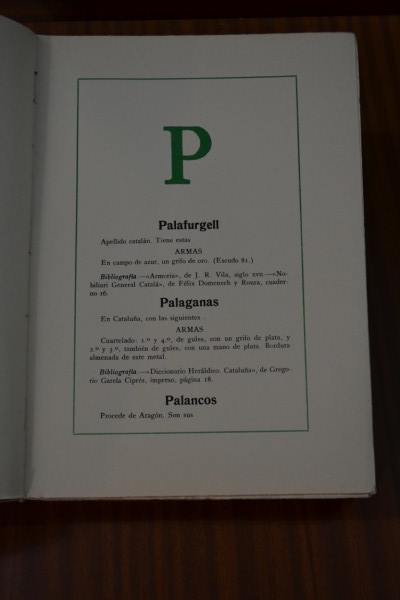 P
Palafurgell
Apellido catalán. Tiene estas
ARMAS
En campo de azur, un grifo de oro. (Escudo 81.)
Bibliografía.—«Armoria», de J. R. Vila, siglo XVII.—«No-
biliari General Catalá», de Félix Domenech y Roura, cuader-
no 16.
Palaganas
En Cataluña, con las siguientes
ARMAS
Cuartelado: 1.º y 4.º, de gules, con un grifo de plata, y
2.º y 3.º, también de gules, con una mano de plata. Bordura
almenada de este metal.
Bibliografía.—«Diccionario Heráldico. Cataluña», de Grego-
rio García Ciprés, impreso, página 18.
Palancos
Procede de Aragón. Son sus